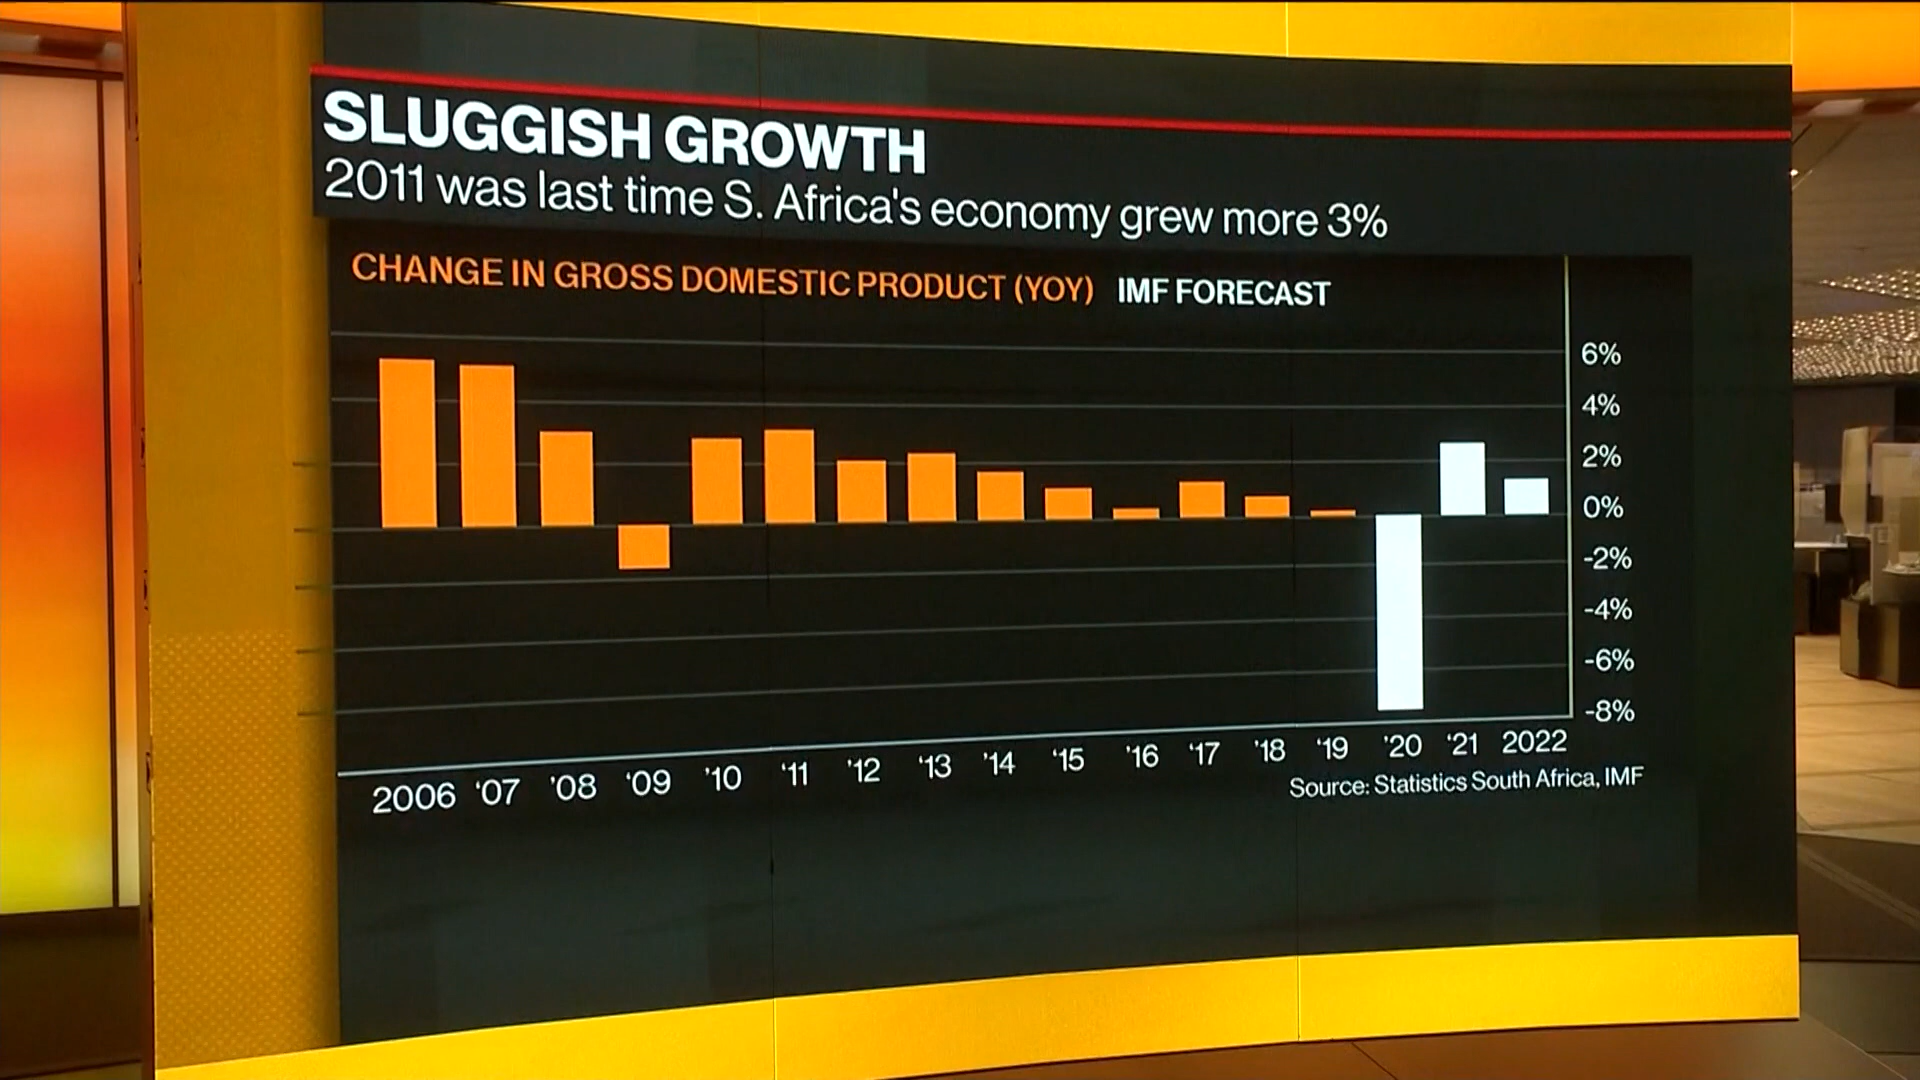 SLUGGISH GROWTH
2011 was last time S. Africa's economy grew more 3%
CHANGE IN GROSS DOMESTIC PRODUCT (YOY) IMF FORECAST
6%
4%
2%
0%
-2%
-4%
-6%
-8%
2006 '07 '08 '09 '10 '11 '12 '13 '14 '15 '16 '17 '18 '19 '20 '21 2022
Source: Statistics South Africa, IMF